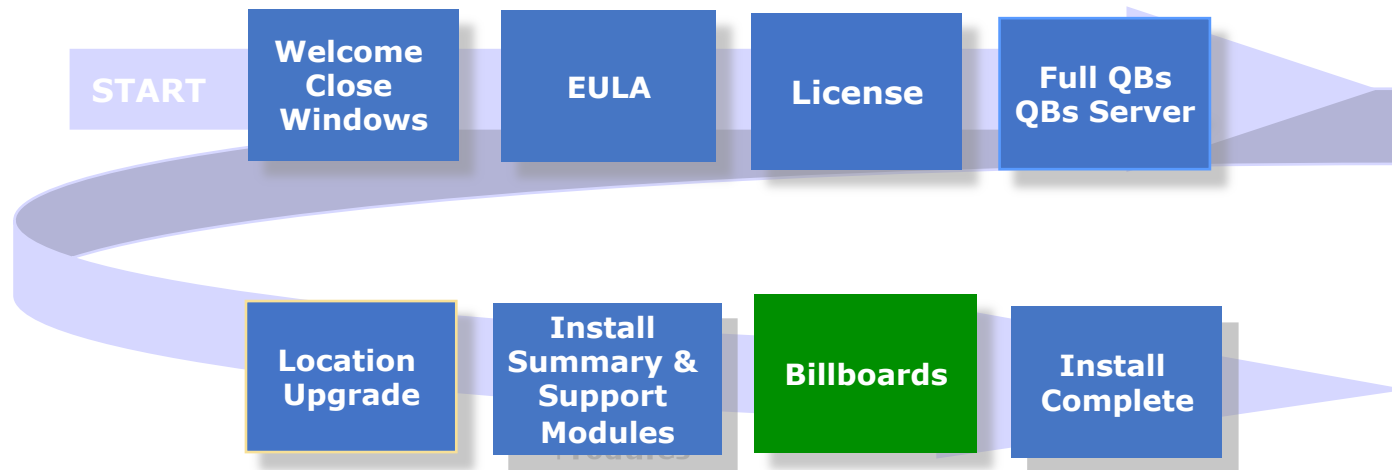 START
Welcome
Close
Windows
EULA
License
Full QBs
QBs Server
Location
Upgrade
Install
Summary &
Support
Modules
Billboards
Install
Complete